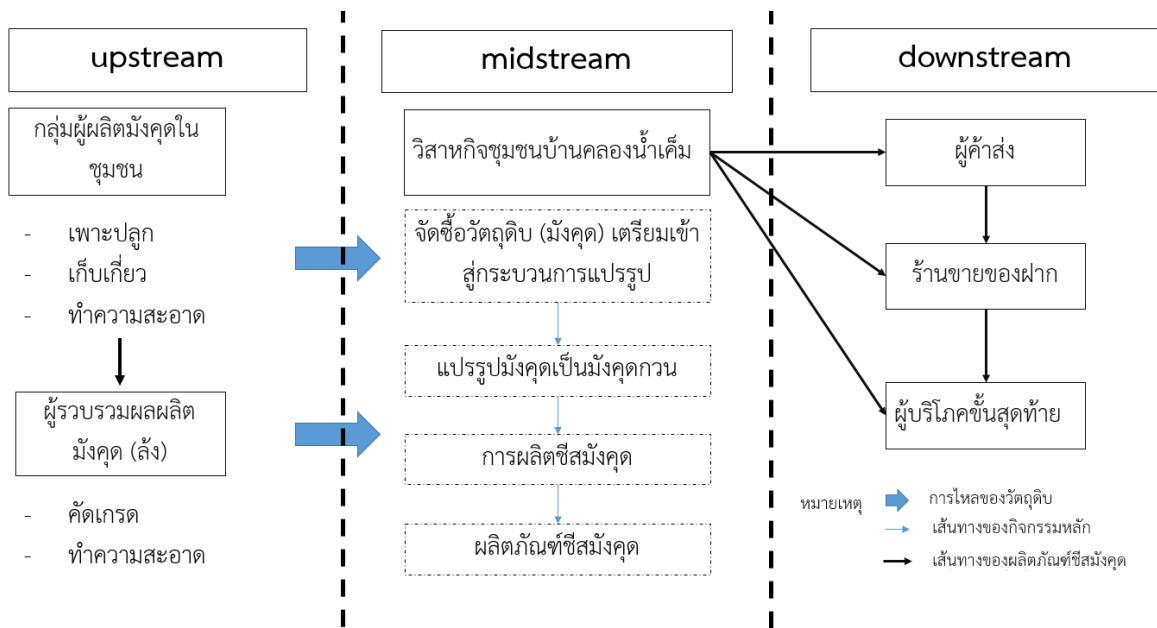 upstream
กลุ่มผู้ผลิตมังคุดใน
ชุมชน
- เพาะปลูก
- เก็บเกี่ยว
- ทำความสะอาด
ผู้รวบรวมผลผลิต
มังคุด (ล้ง)
- คัดเกรด
- ทำความสะอาด
midstream
วิสาหกิจชุมชนบ้านคลองน้ำเค็ม
จัดซื้อวัตถุดิบ (มังคุด) เตรียมเข้า
สู่กระบวนการแปรรูป
แปรรูปมังคุดเป็นมังคุดกวน
การผลิตชีสมังคุด
ผลิตภัณฑ์ชีสมังคุด
downstream
ผู้ค้าส่ง
ร้านขายของฝาก
ผู้บริโภคขั้นสุดท้าย
หมายเหตุ
การไหลของวัตถุดิบ
เส้นทางของกิจกรรมหลัก
เส้นทางของผลิตภัณฑ์ชีสมังคุด